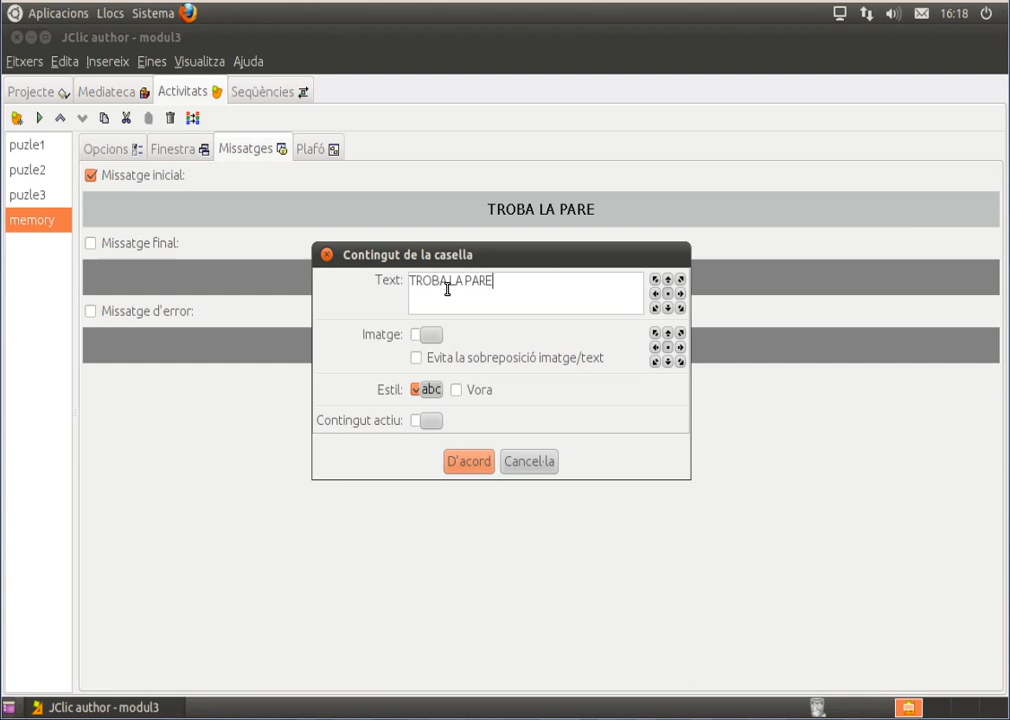 Aplicacions Llocs Sistema 16:18
JClic author - modul3
Fitxers Edita Insereix Eines Visualitza Ajuda
Projecte Mediateca Activitats Seqüències
puzle1
puzle2
puzle3
memory
Opcions Finestra Missatges Plafó
Missatge inicial:
TROBA LA PARE
Missatge final:
Missatge d'error:
Contingut de la casella
Text: TROBA LA PARE
Imatge:
Evita la sobreposició imatge/text
Estil: abc Vora
Contingut actiu:
D'acord Cancel·la
JClic author - modul3